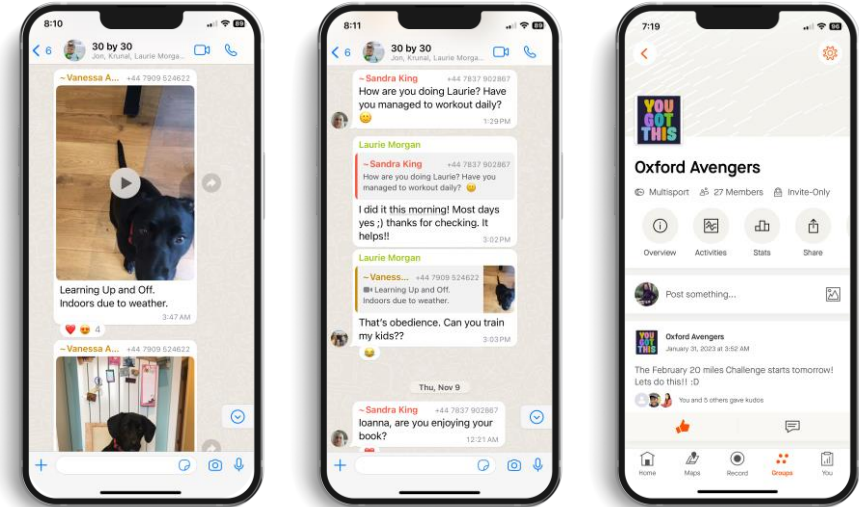 8:10
89
6
30 by 30
Jon, Krunal, Laurie Morga...
~Vanessa A... +44 7909 524622
Learning Up and Off.
Indoors due to weather.
3:47 AM
4
~Vanessa A... +44 7909 524622
8:11
89
6
30 by 30
Jon, Krunal, Laurie Morga...
~Sandra King +44 7837 902867
How are you doing Laurie? Have
you managed to workout daily?
1:29 PM
Laurie Morgan
~Sandra King +44 7837 902867
How are you doing Laurie? Have you
managed to workout daily?
I did it this morning! Most days
yes ;) thanks for checking. It
helps!!
3:02 PM
Laurie Morgan
~Vaness... +44 7909 524622
Learning Up and Off.
Indoors due to weather.
That's obedience. Can you train
my kids??
3:03 PM
Thu, Nov 9
~Sandra King +44 7837 902867
Ioanna, are you enjoying your
book?
12:21 AM
7:19
YOU
GOT
THIS
Oxford Avengers
Multisport 27 Members Invite-Only
Overview Activities Stats Share
Post something...
YOU
GOT
THIS
Oxford Avengers
January 31, 2023 at 3:52 AM
The February 20 miles Challenge starts tomorrow!
Lets do this!! :D
You and 5 others gave kudos
Home Maps Record Groups You